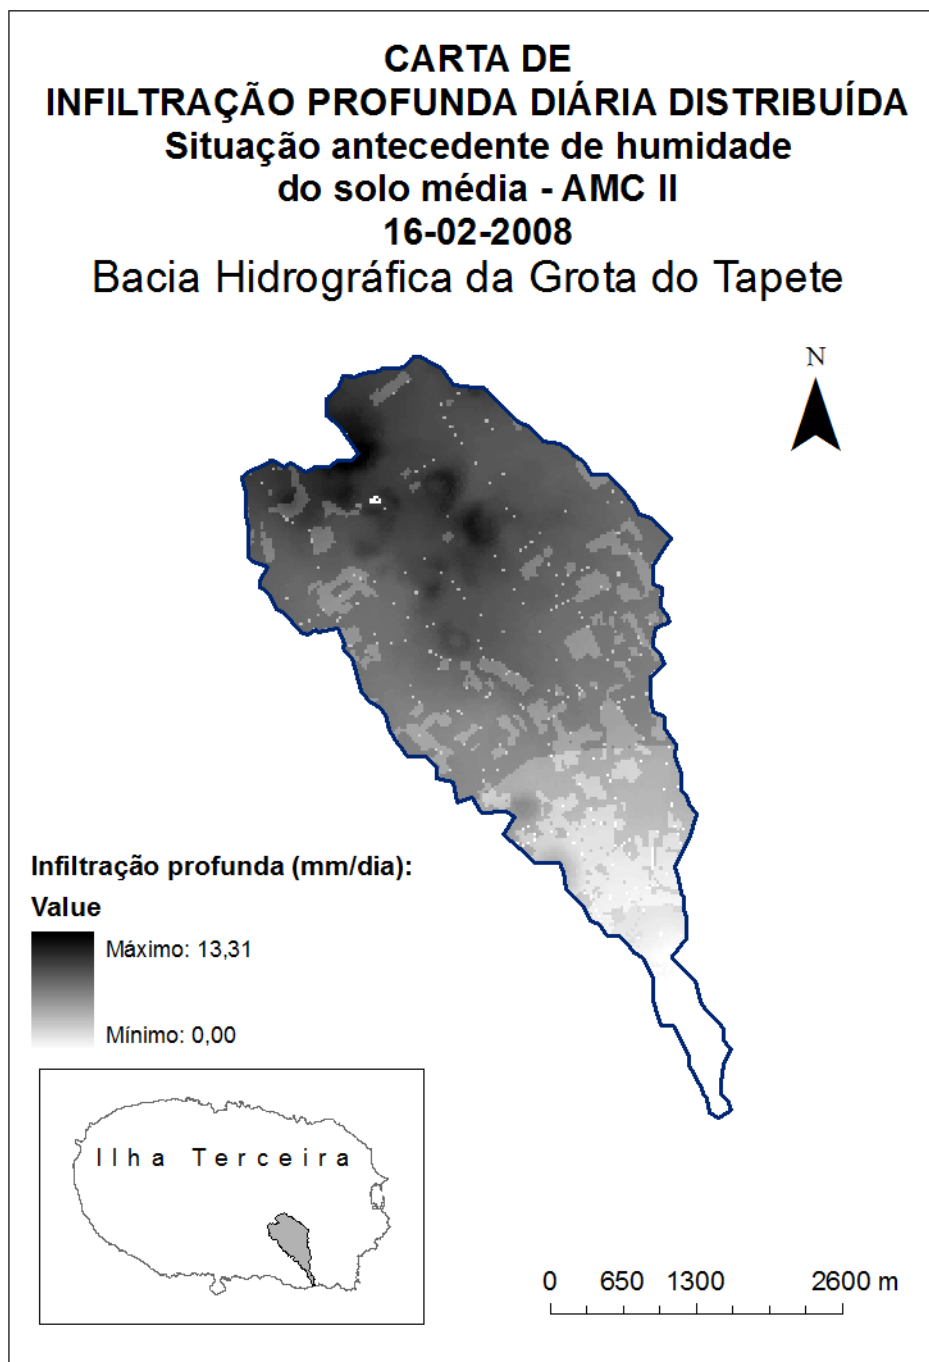 CARTA DE
INFILTRAÇÃO PROFUNDA DIÁRIA DISTRIBUÍDA
Situação antecedente de humidade
do solo média - AMC II
16-02-2008
Bacia Hidrográfica da Grota do Tapete
N
Infiltração profunda (mm/dia):
Value
Máximo: 13,31
Mínimo: 0,00
Ilha Terceira
0 650 1300 2600 m